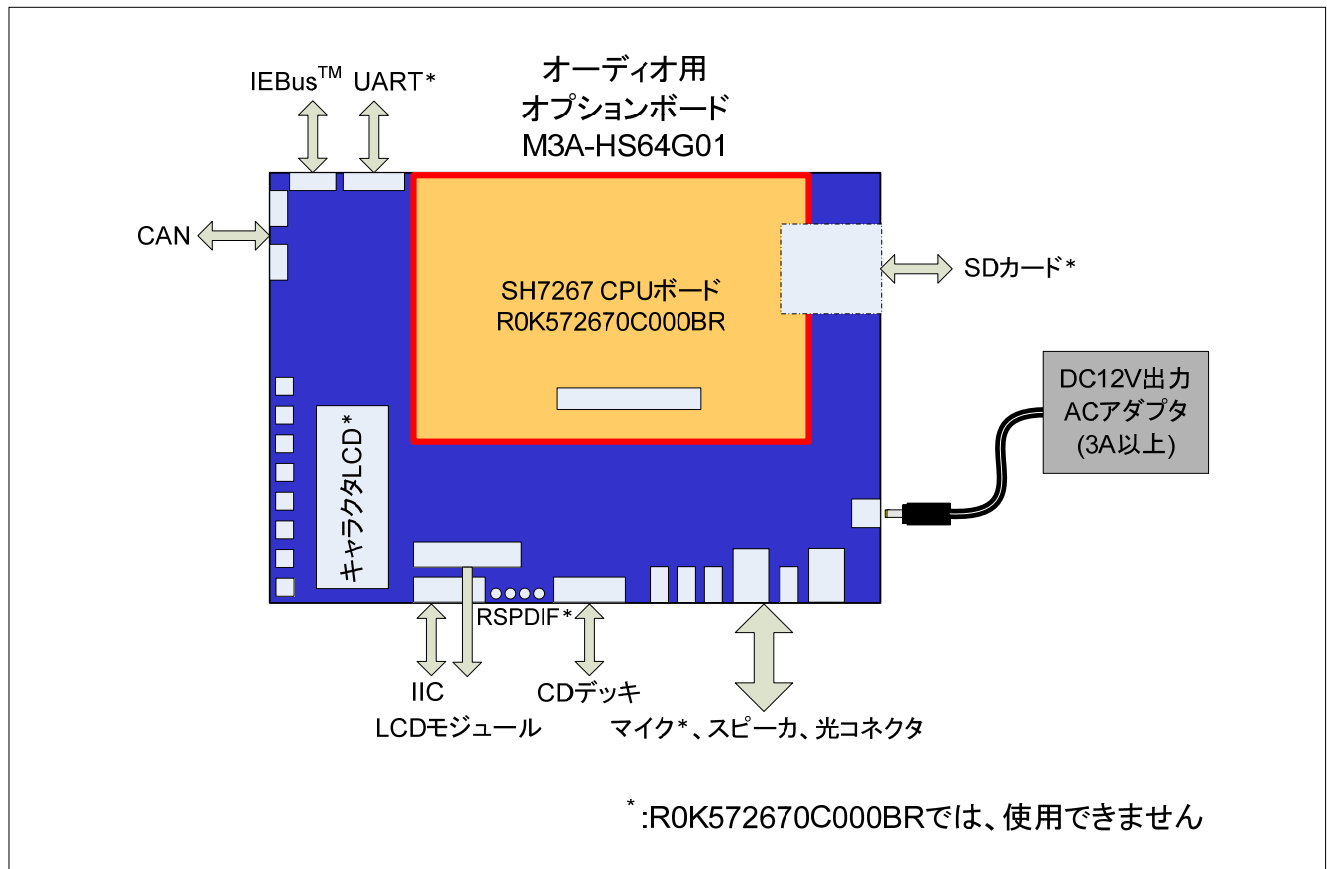 オーディオ用
オプションボード
M3A-HS64G01
IEBus™ UART*
CAN
SH7267 CPUボード
R0K572670C000BR
SDカード*
DC12V出力
ACアダプタ
(3A以上)
キャラクタLCD*
RSPDIF*
IIC
CDデッキ
LCDモジュール
マイク*、スピーカ、光コネクタ
*:R0K572670C000BRでは、使用できません